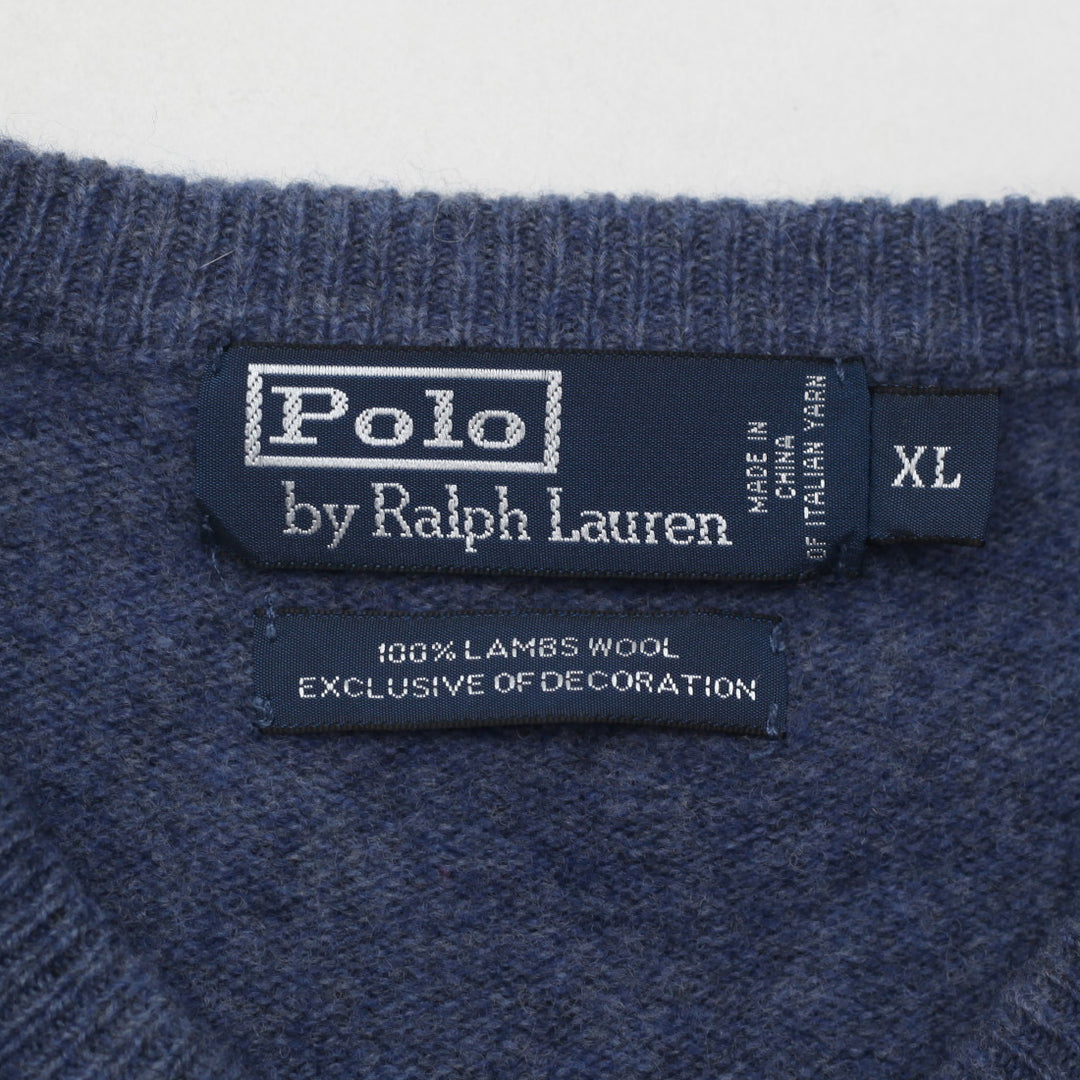 Polo
by Ralph Lauren
MADE IN
CHINA
OF ITALIAN YARN
XL
100% LAMBS WOOL
EXCLUSIVE OF DECORATION